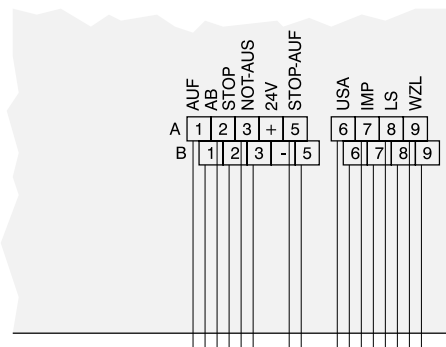 AUF AB STOP NOT-AUS 24V STOP-AUF USA IMP LS WZL
A 1 2 3 + 5 6 7 8 9
B 1 2 3 - 5 6 7 8 9